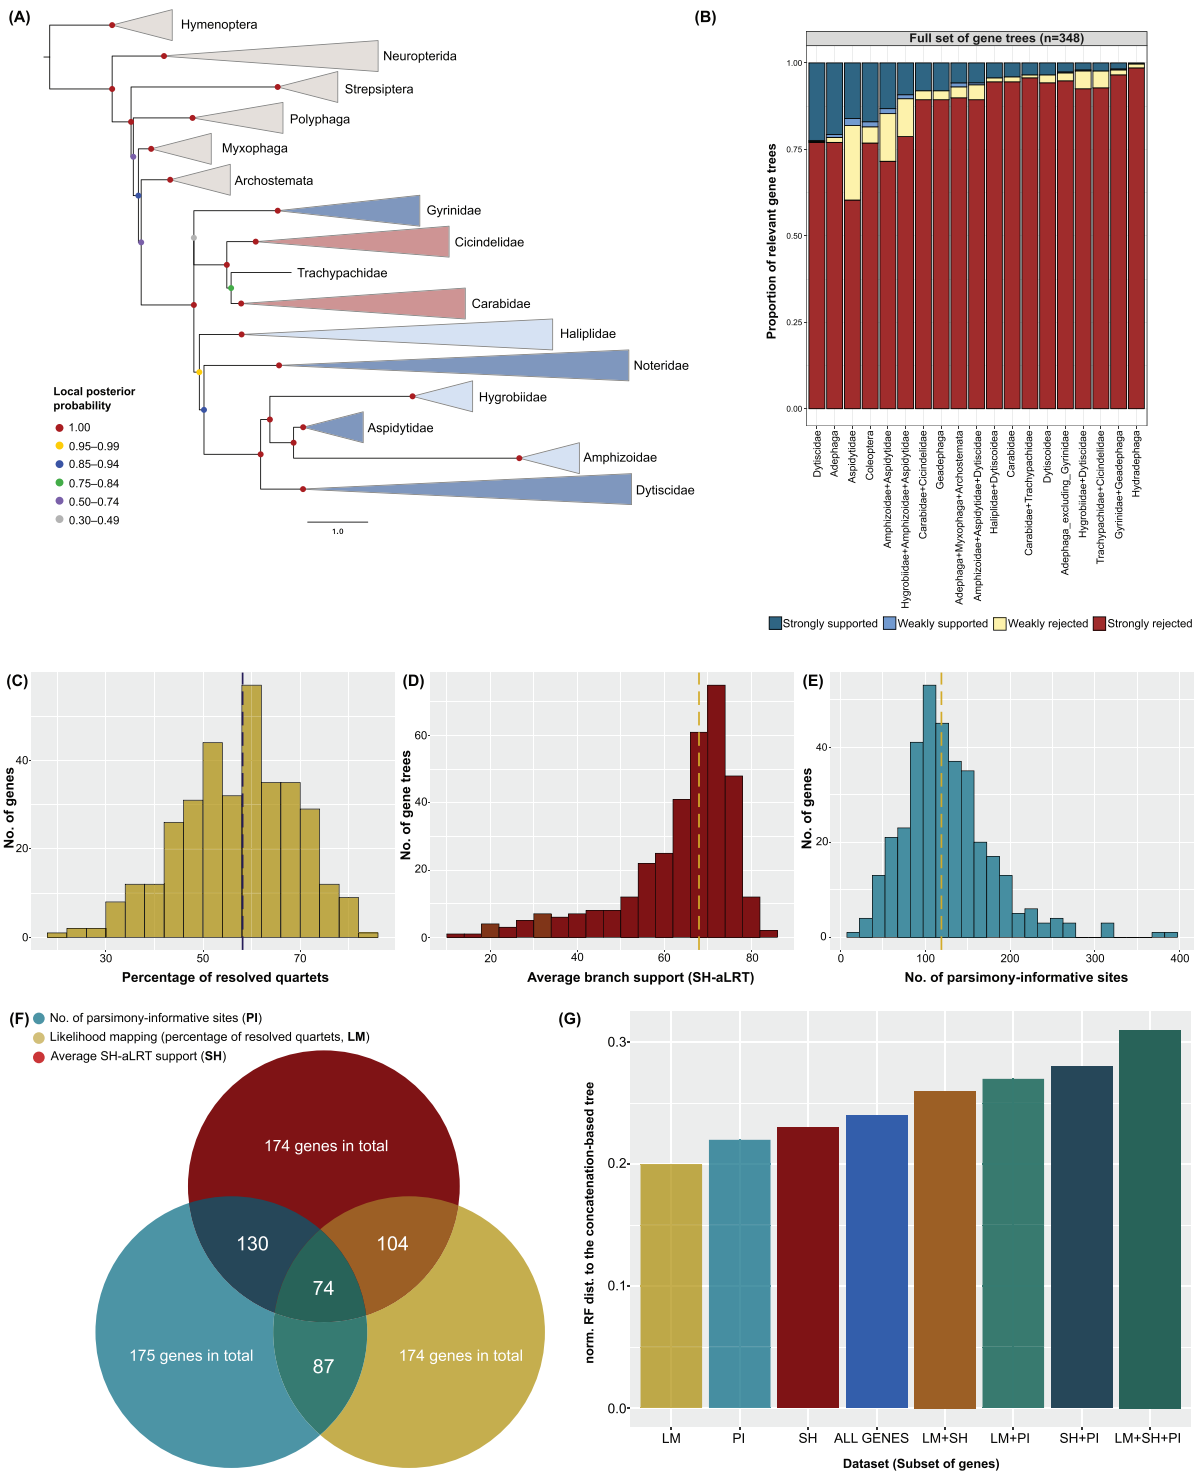 (A)
Hymenoptera
Neuropterida
Strepsiptera
Polyphaga
Myxophaga
Archostemata
Gyrinidae
Cicindelidae
Trachypachidae
Carabidae
Haliplidae
Noteridae
Hygrobiidae
Aspidytidae
Amphizoidae
Dytiscidae
Local posterior
probability
1.00
0.95–0.99
0.85–0.94
0.75–0.84
0.50–0.74
0.30–0.49
1.0
(B)
Full set of gene trees (n=348)
Proportion of relevant gene trees
1.00
0.75
0.50
0.25
0.00
Dytiscidae
Adephaga
Aspidytidae
Coleoptera
Amphizoidae+Aspidytidae
Hygrobiidae+Amphizoidae+Aspidytidae
Carabidae+Cicindelidae
Geadephaga
Adephaga+Myxophaga+Archostemata
Amphizoidae+Aspidytidae+Dytiscidae
Haliplidae+Dytiscoidea
Carabidae
Carabidae+Trachypachidae
Dytiscoidea
Adephaga_excluding_Gyrinidae
Hygrobiidae+Dytiscidae
Trachypachidae+Cicindelidae
Gyrinidae+Geadephaga
Hydradephaga
Strongly supported
Weakly supported
Weakly rejected
Strongly rejected
(C)
No. of genes
40
20
0
30
50
70
Percentage of resolved quartets
(D)
No. of gene trees
60
40
20
0
20
40
60
80
Average branch support (SH-aLRT)
(E)
No. of genes
40
20
0
0
100
200
300
400
No. of parsimony-informative sites
(F)
No. of parsimony-informative sites (PI)
Likelihood mapping (percentage of resolved quartets, LM)
Average SH-aLRT support (SH)
174 genes in total
130
104
74
175 genes in total
87
174 genes in total
(G)
norm. RF dist. to the concatenation-based tree
0.3
0.2
0.1
0.0
LM
PI
SH
ALL GENES
LM+SH
LM+PI
SH+PI
LM+SH+PI
Dataset (Subset of genes)